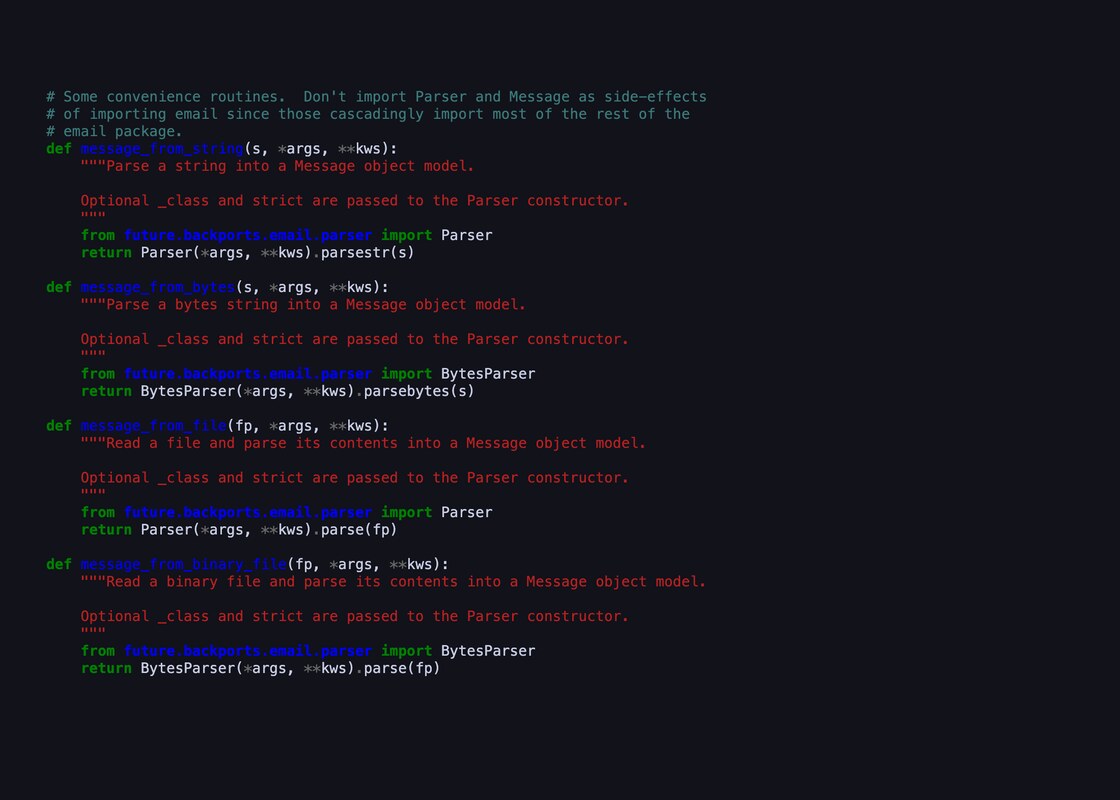 # Some convenience routines.  Don't import Parser and Message as side-effects
# of importing email since those cascadingly import most of the rest of the
# email package.
def message_from_string(s, *args, **kws):
    """Parse a string into a Message object model.

    Optional _class and strict are passed to the Parser constructor.
    """
    from future.backports.email.parser import Parser
    return Parser(*args, **kws).parsestr(s)

def message_from_bytes(s, *args, **kws):
    """Parse a bytes string into a Message object model.

    Optional _class and strict are passed to the Parser constructor.
    """
    from future.backports.email.parser import BytesParser
    return BytesParser(*args, **kws).parsebytes(s)

def message_from_file(fp, *args, **kws):
    """Read a file and parse its contents into a Message object model.

    Optional _class and strict are passed to the Parser constructor.
    """
    from future.backports.email.parser import Parser
    return Parser(*args, **kws).parse(fp)

def message_from_binary_file(fp, *args, **kws):
    """Read a binary file and parse its contents into a Message object model.

    Optional _class and strict are passed to the Parser constructor.
    """
    from future.backports.email.parser import BytesParser
    return BytesParser(*args, **kws).parse(fp)